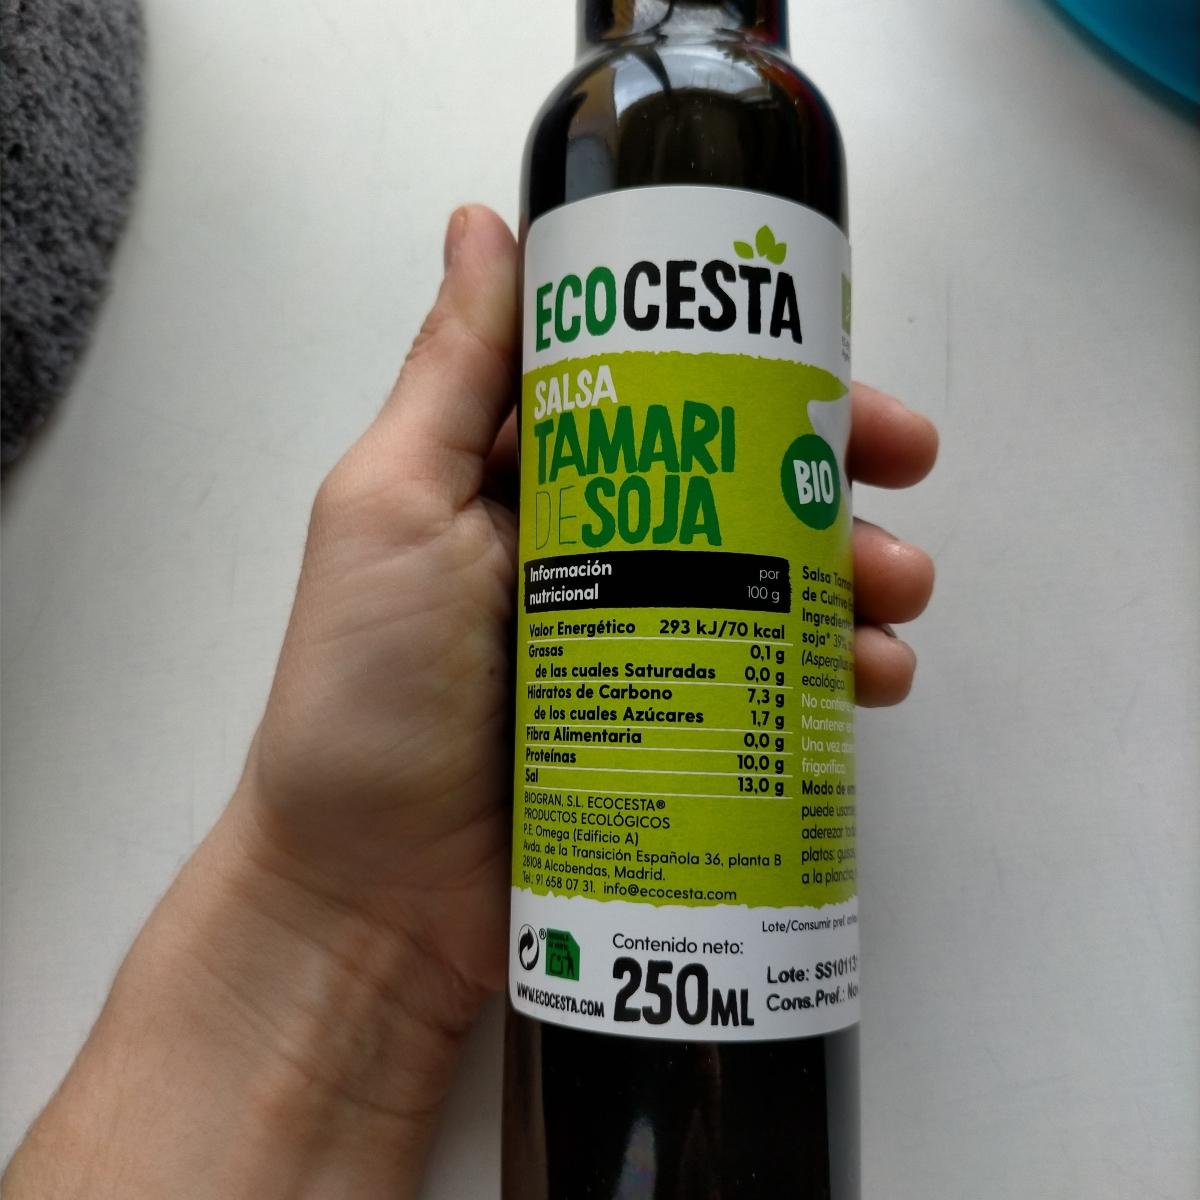 ECOCESTA
SALSA
TAMARI
DE SOJA
BIO
Información
nutricional
por
100 g
Valor Energético 293 kJ/70 kcal
Grasas 0,1 g
de las cuales Saturadas 0,0 g
Hidratos de Carbono 7,3 g
de los cuales Azúcares 1,7 g
Fibra Alimentaria 0,0 g
Proteínas 10,0 g
Sal 13,0 g
BIOGRAN, S.L. ECOCESTA®
PRODUCTOS ECOLÓGICOS
P.E. Omega (Edificio A)
Avda. de la Transición Española 36, planta B
28108 Alcobendas, Madrid.
Tel.: 91 658 07 31. info@ecocesta.com
Salsa
de Cultivo
soja* 39%
ecológico.
No
Mantener
Una vez
frigorífico.
Modo de
puede
aderezar
platos:
a la plancha,
Lote/Consumir pref.
®
WWW.ECOCESTA.COM
Contenido neto:
250ML
Lote: SS10113
Cons.Pref.: